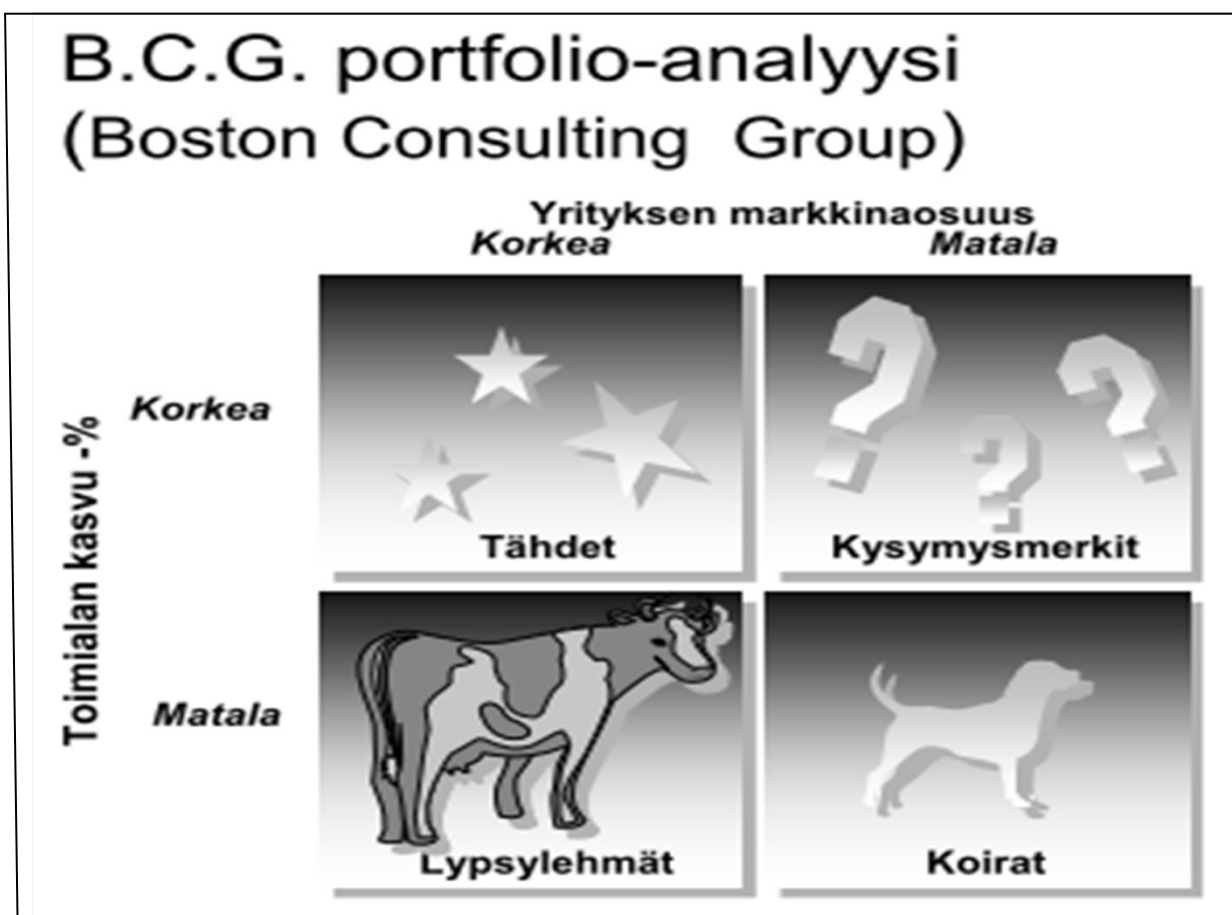 B.C.G. portfolio-analyysi
(Boston Consulting Group)
Yrityksen markkinaosuus
Korkea Matala
Toimialan kasvu -%
Korkea
Tähdet Kysymysmerkit
Matala
Lypsylehmät Koirat